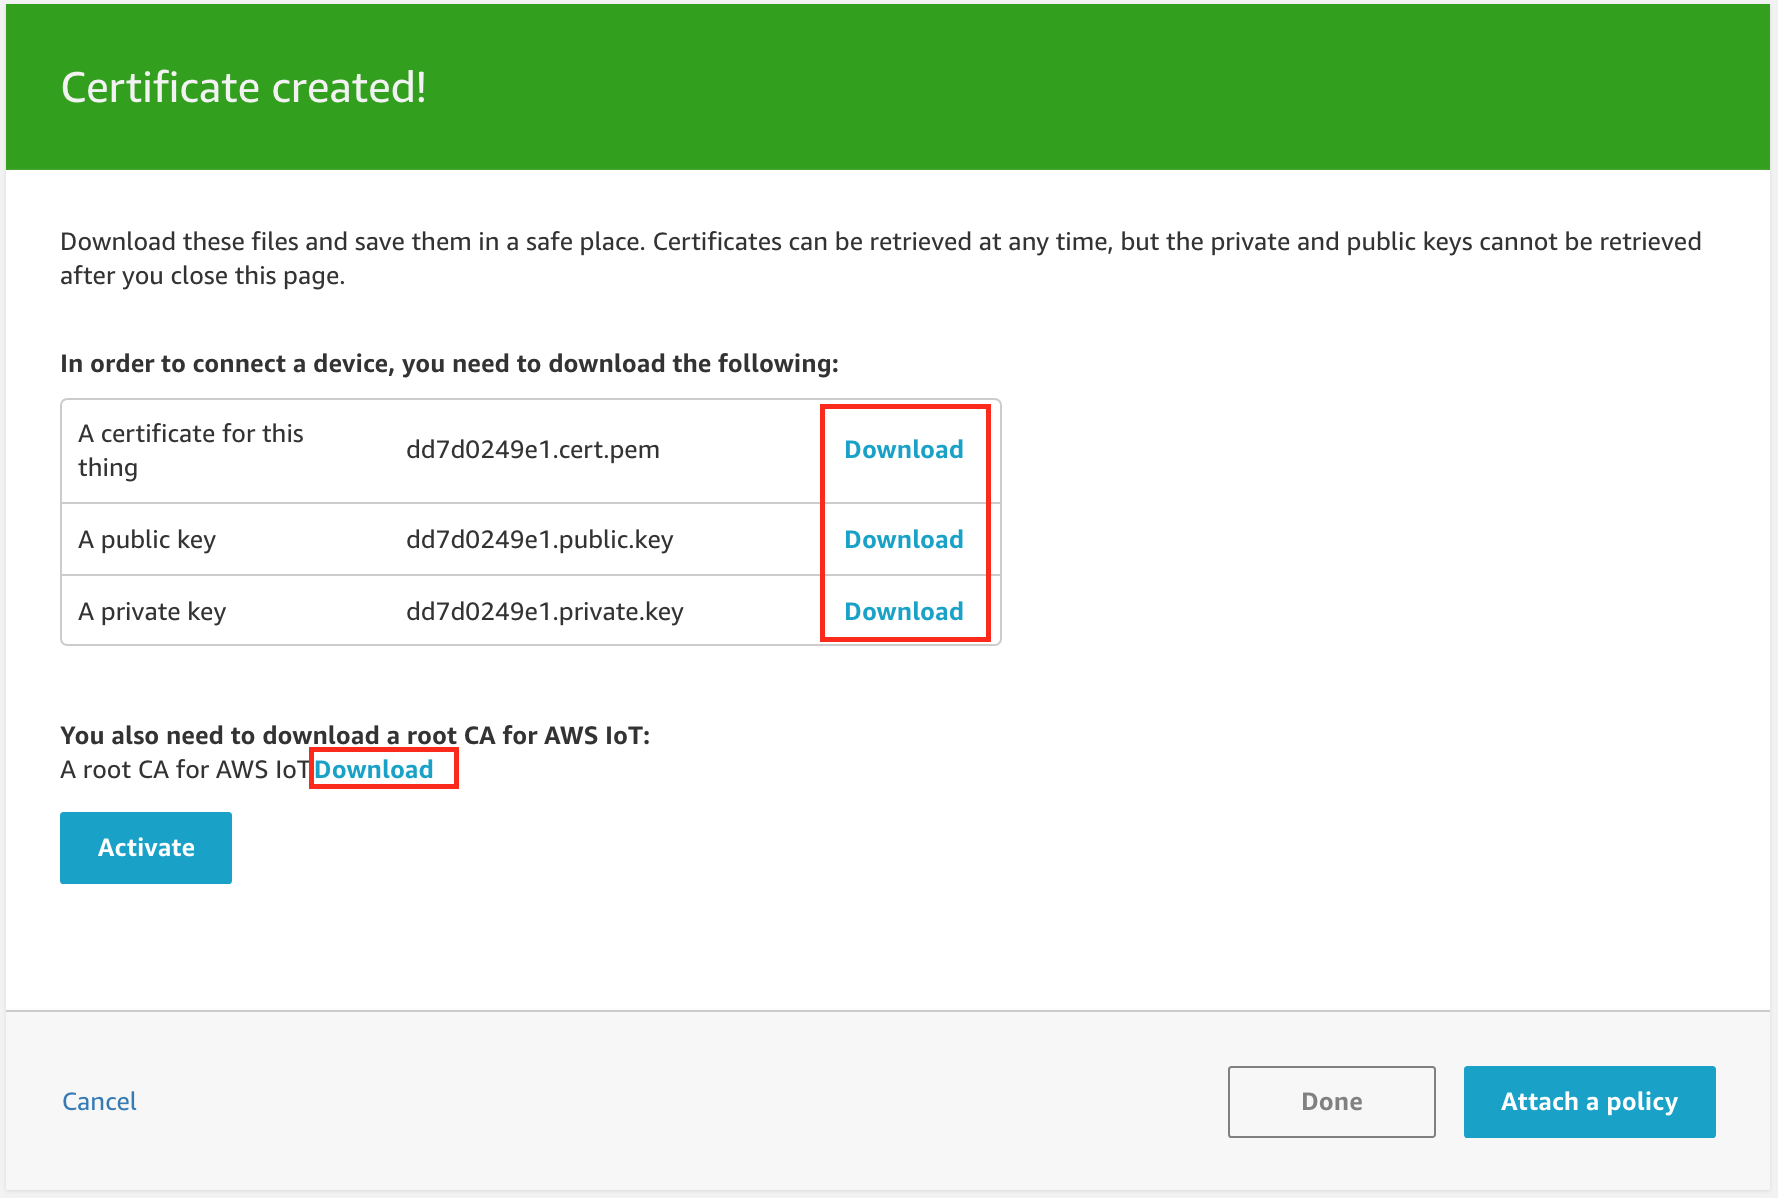 Certificate created!
Download these files and save them in a safe place. Certificates can be retrieved at any time, but the private and public keys cannot be retrieved
after you close this page.
In order to connect a device, you need to download the following:
A certificate for this
thing
dd7d0249e1.cert.pem
Download
A public key
dd7d0249e1.public.key
Download
A private key
dd7d0249e1.private.key
Download
You also need to download a root CA for AWS IoT:
A root CA for AWS IoT Download
Activate
Cancel
Done
Attach a policy